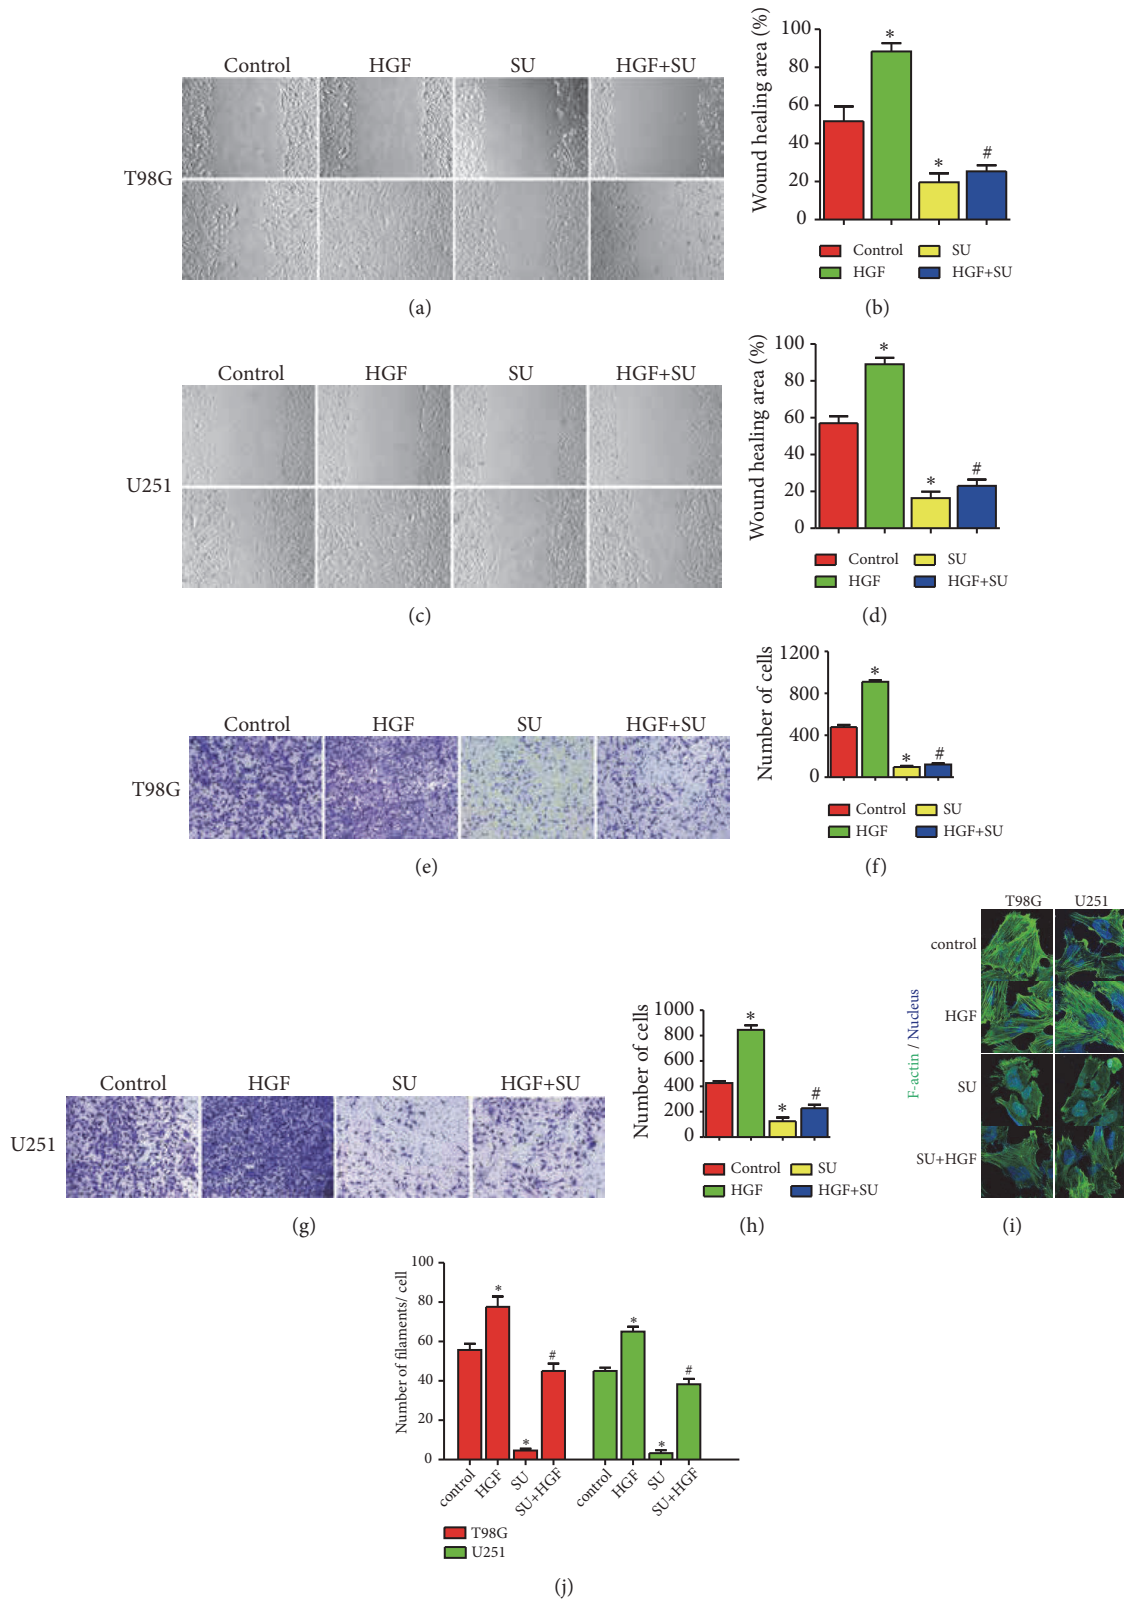 Control HGF SU HGF+SU
T98G
(a)
Wound healing area (%)
100
80
60
40
20
0
*
*
#
Control SU
HGF HGF+SU
(b)
Control HGF SU HGF+SU
U251
(c)
Wound healing area (%)
100
80
60
40
20
0
*
*
#
Control SU
HGF HGF+SU
(d)
Control HGF SU HGF+SU
T98G
(e)
Number of cells
1200
800
400
0
*
*
#
Control SU
HGF HGF+SU
(f)
Control HGF SU HGF+SU
U251
(g)
Number of cells
1000
800
600
400
200
0
*
*
#
Control SU
HGF HGF+SU
(h)
T98G U251
F-actin / Nucleus
control
HGF
SU
SU+HGF
(i)
Number of filaments/ cell
100
80
60
40
20
0
*
*
#
*
*
#
control HGF SU SU+HGF control HGF SU SU+HGF
T98G
U251
(j)